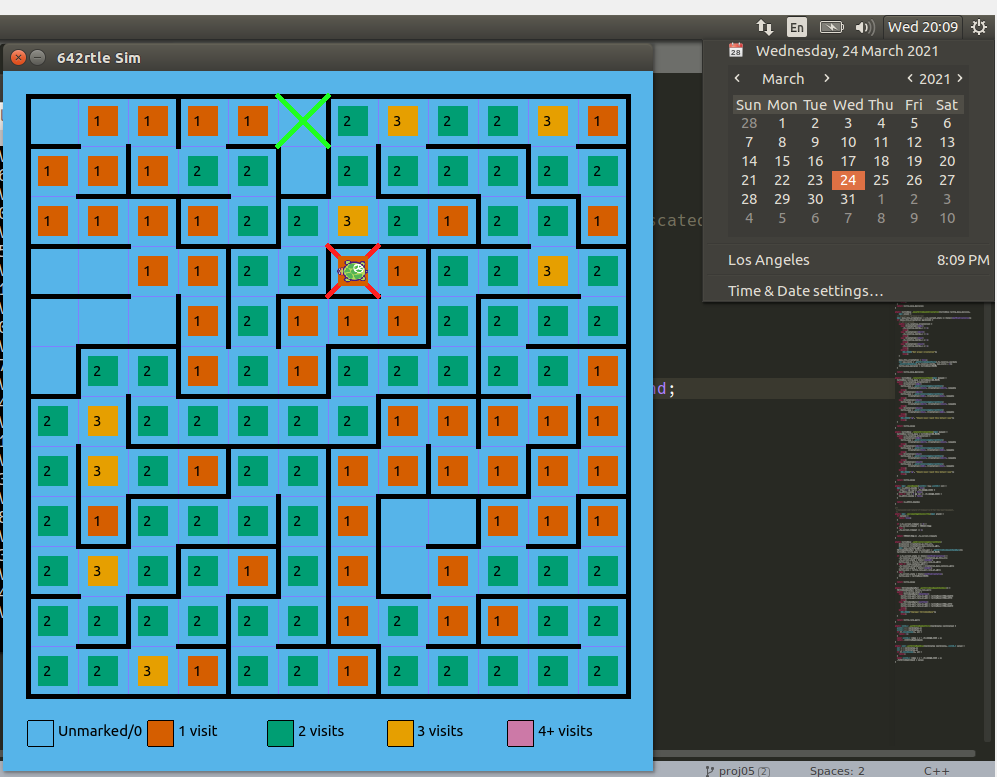 En Wed 20:09
642rtle Sim
Wednesday, 24 March 2021
28
< March > < 2021 >
Sun Mon Tue Wed Thu Fri Sat
28 1 2 3 4 5 6
7 8 9 10 11 12 13
14 15 16 17 18 19 20
21 22 23 24 25 26 27
28 29 30 31 1 2 3
4 5 6 7 8 9 10
Los Angeles 8:09 PM
Time & Date settings...
1 1 1 1 2 3 2 2 3 1
1 1 1 2 2 2 2 2 2 2 2
1 1 1 1 2 2 3 2 1 2 2 1
1 1 2 2 1 2 2 3 2
1 2 1 1 1 2 2 2 2
2 2 1 2 1 2 2 2 2 2 1
2 3 2 2 2 2 2 1 1 1 1 1
2 3 2 1 2 2 1 1 1 1 1 1
2 1 2 2 2 2 1 1 1 1
2 3 2 2 1 2 1 1 2 2 2
2 2 2 2 2 2 1 2 1 1 2 2
2 2 3 1 2 2 1 2 2 2 2 2
scated
nd;
Unmarked/0 1 visit 2 visits 3 visits 4+ visits
proj05 (2) Spaces: 2 C++